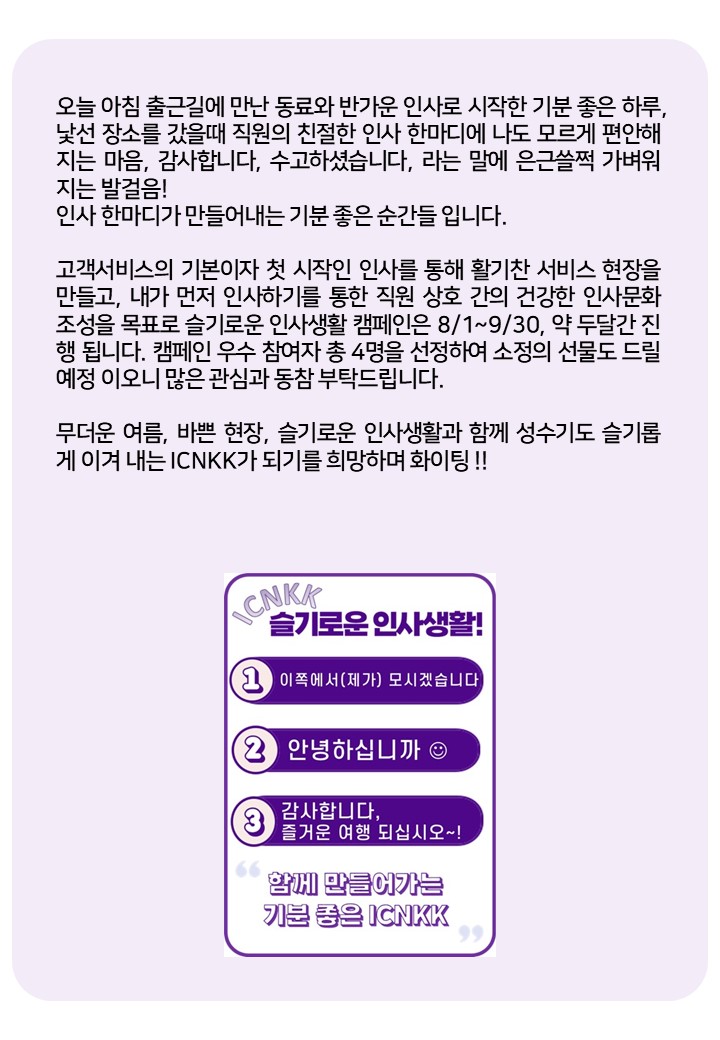 오늘 아침 출근길에 만난 동료와 반가운 인사로 시작한 기분 좋은 하루,
낯선 장소를 갔을때 직원의 친절한 인사 한마디에 나도 모르게 편안해
지는 마음, 감사합니다, 수고하셨습니다, 라는 말에 은근쓸쩍 가벼워
지는 발걸음!
인사 한마디가 만들어내는 기분 좋은 순간들 입니다.
고객서비스의 기본이자 첫 시작인 인사를 통해 활기찬 서비스 현장을
만들고, 내가 먼저 인사하기를 통한 직원 상호 간의 건강한 인사문화
조성을 목표로 슬기로운 인사생활 캠페인은 8/1~9/30, 약 두달간 진
행 됩니다. 캠페인 우수 참여자 총 4명을 선정하여 소정의 선물도 드릴
예정 이오니 많은 관심과 동참 부탁드립니다.
무더운 여름, 바쁜 현장, 슬기로운 인사생활과 함께 성수기도 슬기롭
게 이겨 내는 ICNKK가 되기를 희망하며 화이팅 !!
ICNKK
슬기로운 인사생활!
1 이쪽에서(제가) 모시겠습니다
2 안녕하십니까 ☺
3 감사합니다,
즐거운 여행 되십시오~!
“ 함께 만들어가는
기분 좋은 ICNKK ”